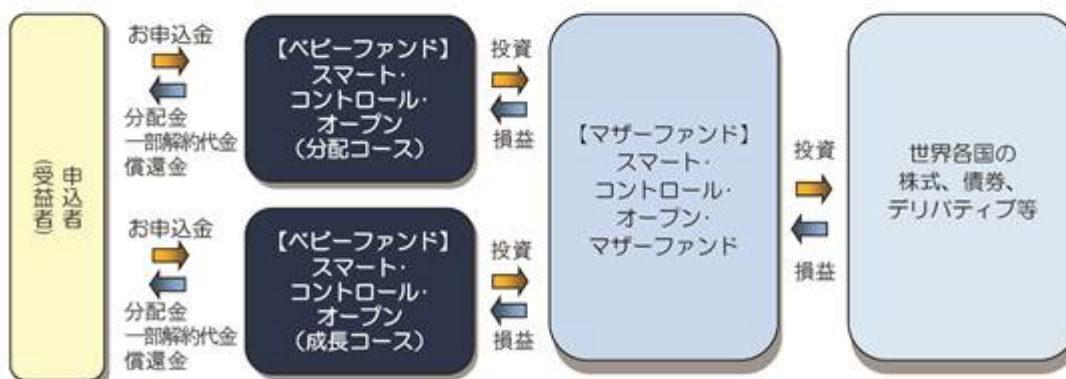 申込者
(受益者)
お申込金
分配金
一部解約代金
償還金
【ベビーファンド】
スマート・
コントロール・
オープン
(分配コース)
投資
損益
お申込金
分配金
一部解約代金
償還金
【ベビーファンド】
スマート・
コントロール・
オープン
(成長コース)
投資
損益
【マザーファンド】
スマート・
コントロール・
オープン・
マザーファンド
投資
損益
世界各国の
株式、債券、
デリバティブ等